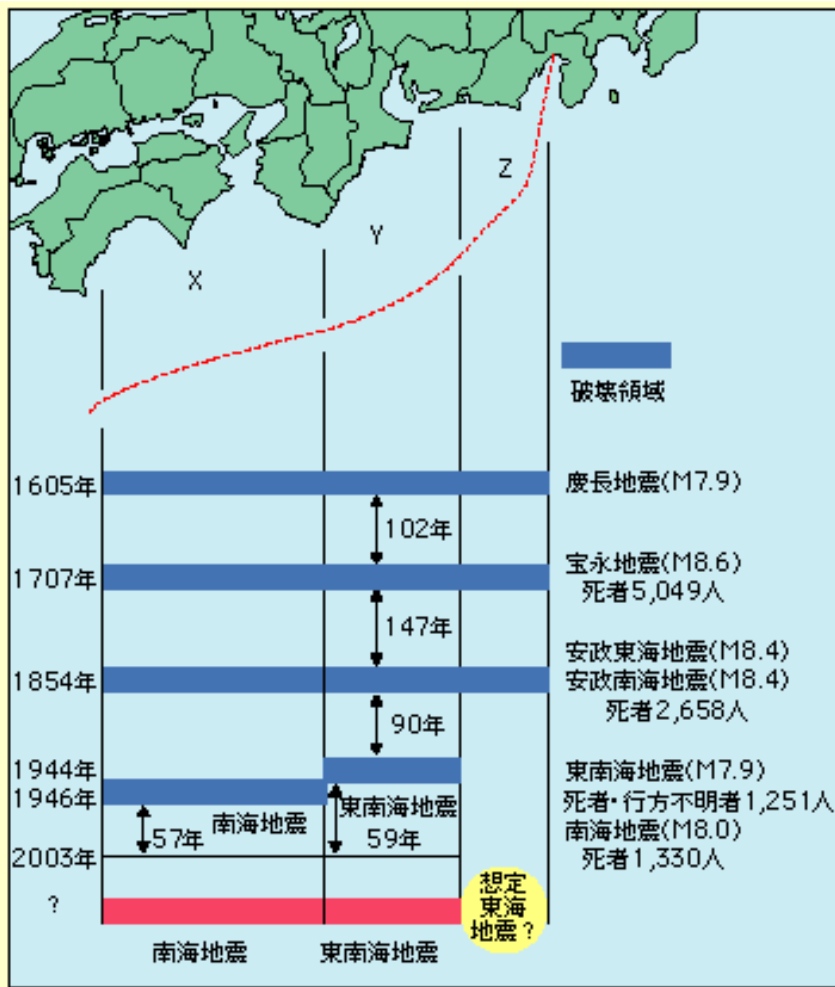 Z
Y
X
破壊領域
1605年
慶長地震(M7.9)
102年
1707年
宝永地震(M8.6)
死者5,049人
147年
1854年
安政東海地震(M8.4)
安政南海地震(M8.4)
死者2,658人
90年
1944年
東南海地震(M7.9)
1946年
死者・行方不明者1,251人
南海地震
東南海地震
南海地震(M8.0)
57年
59年
死者1,330人
2003年
?
想定
東海
地震?
南海地震
東南海地震